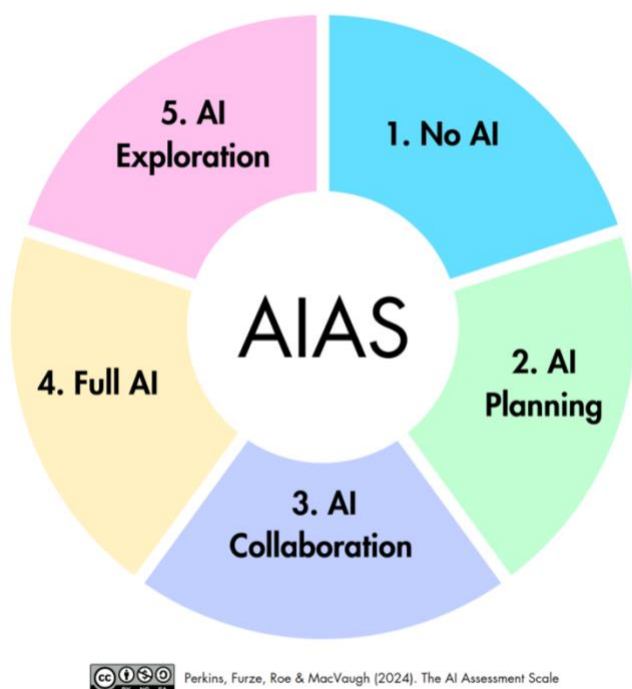 1. No AI
2. AI
Planning
3. AI
Collaboration
4. Full AI
5. AI
Exploration
AIAS
Perkins, Furze, Roe & MacVaugh (2024). The AI Assessment Scale